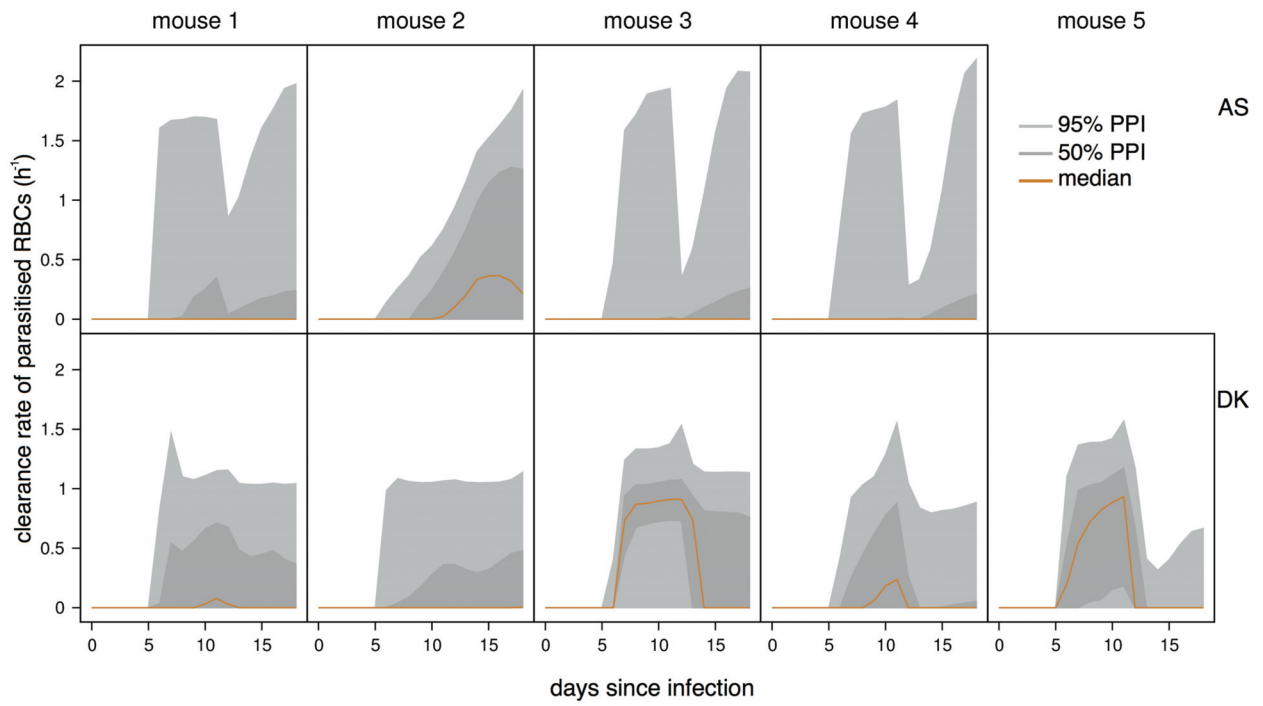 mouse 1 mouse 2 mouse 3 mouse 4 mouse 5
AS
95% PPI
50% PPI
median
2
1.5
1
0.5
0
DK
2
1.5
1
0.5
0
clearance rate of parasitised RBCs (h⁻¹)
0 5 10 15 0 5 10 15 0 5 10 15 0 5 10 15 0 5 10 15
days since infection